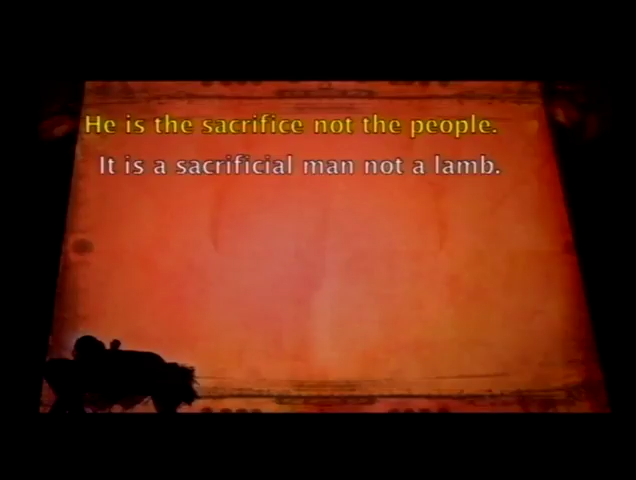 He is the sacrifice not the people.
It is a sacrificial man not a lamb.